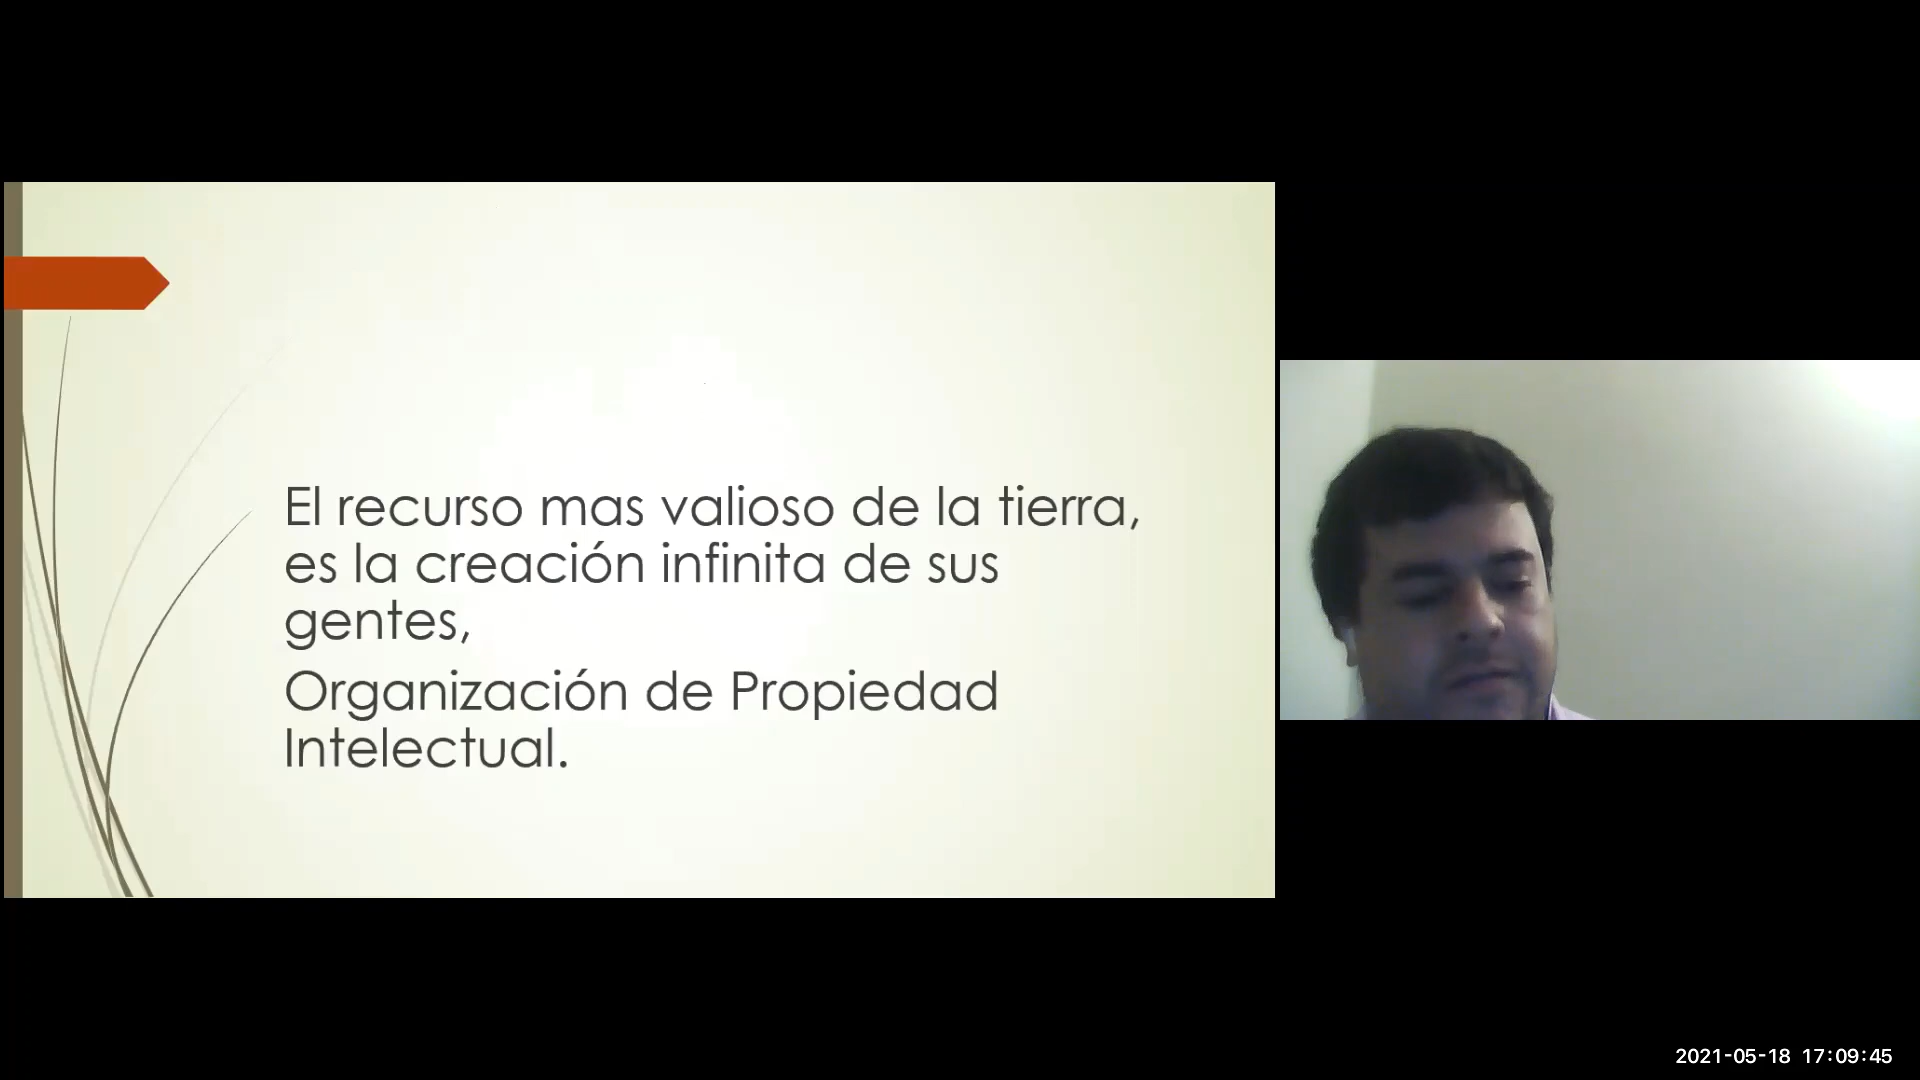 El recurso mas valioso de la tierra,
es la creación infinita de sus
gentes,
Organización de Propiedad
Intelectual.
2021-05-18 17:09:45